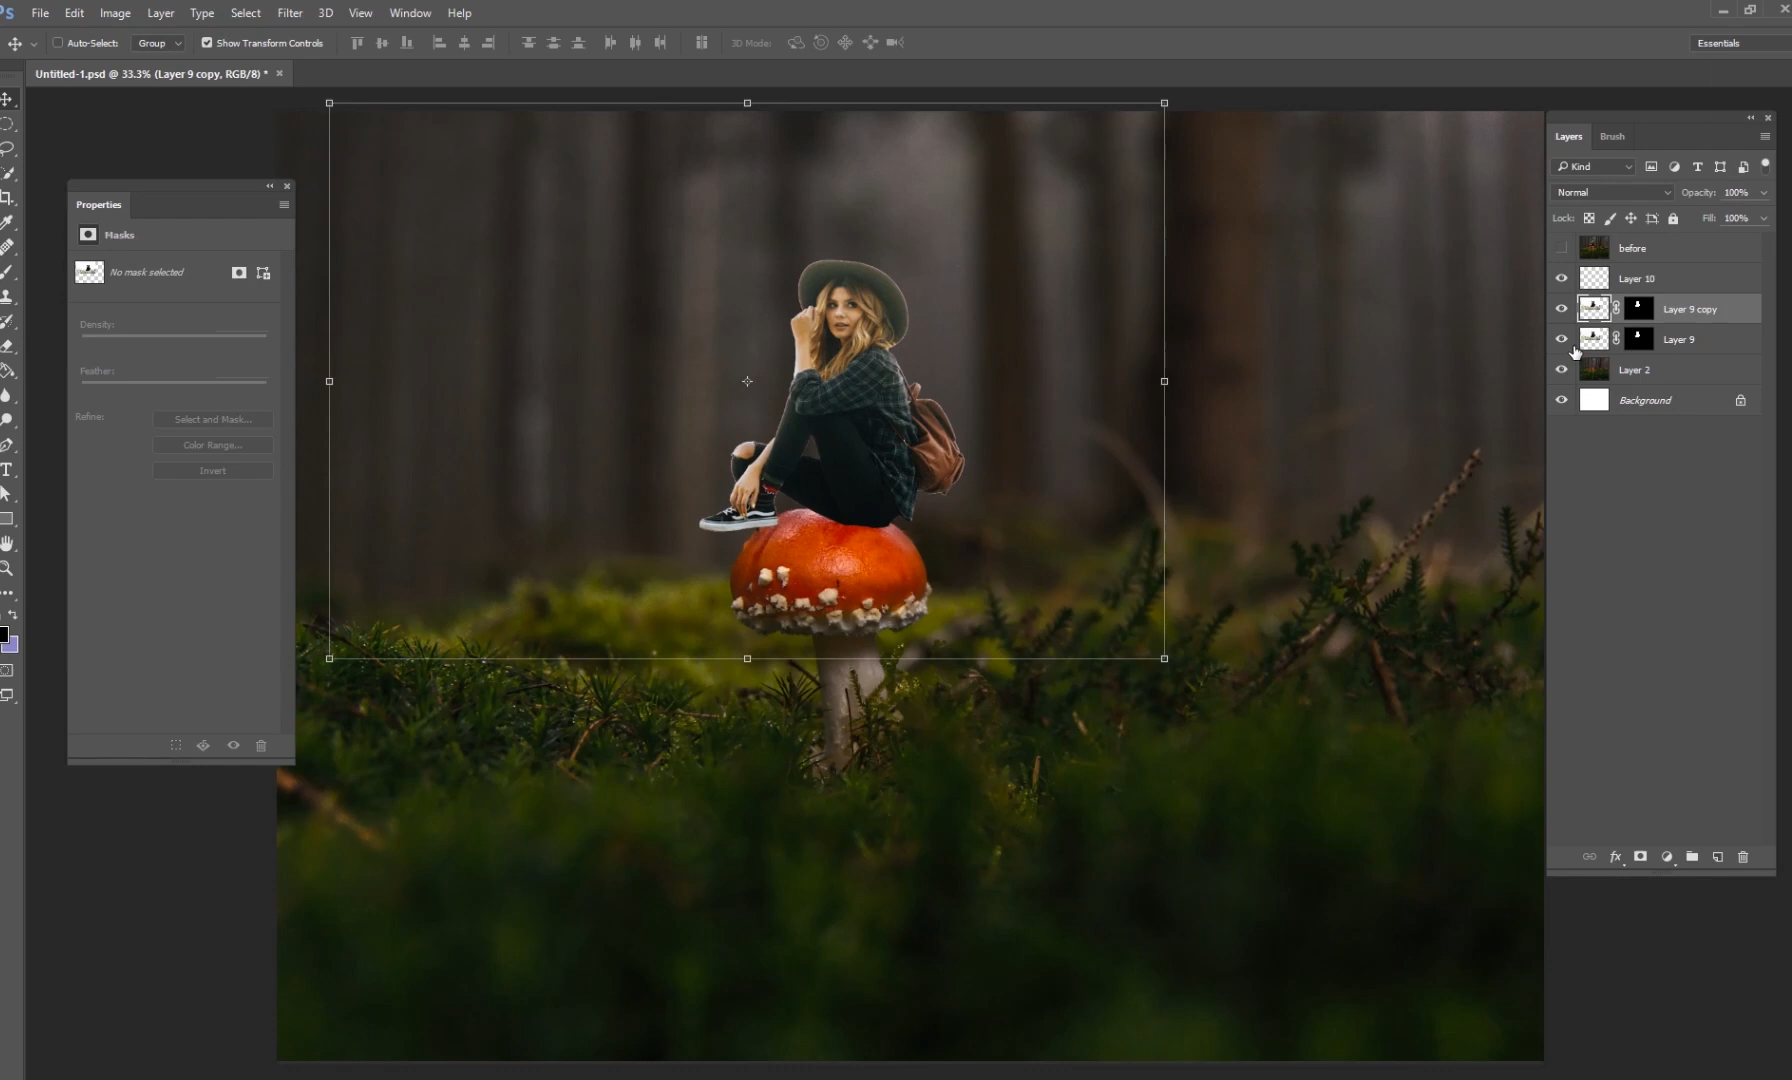 Ps File Edit Image Layer Type Select Filter 3D View Window Help
Auto-Select: Group Show Transform Controls 3D Mode: Essentials
Untitled-1.psd @ 33.3% (Layer 9 copy, RGB/8) * ×
Properties
Masks
No mask selected
Density:
Feather:
Refine: Select and Mask...
Color Range...
Invert
Layers Brush
Kind
Normal Opacity: 100%
Lock: Fill: 100%
before
Layer 10
Layer 9 copy
Layer 9
Layer 2
Background
fx